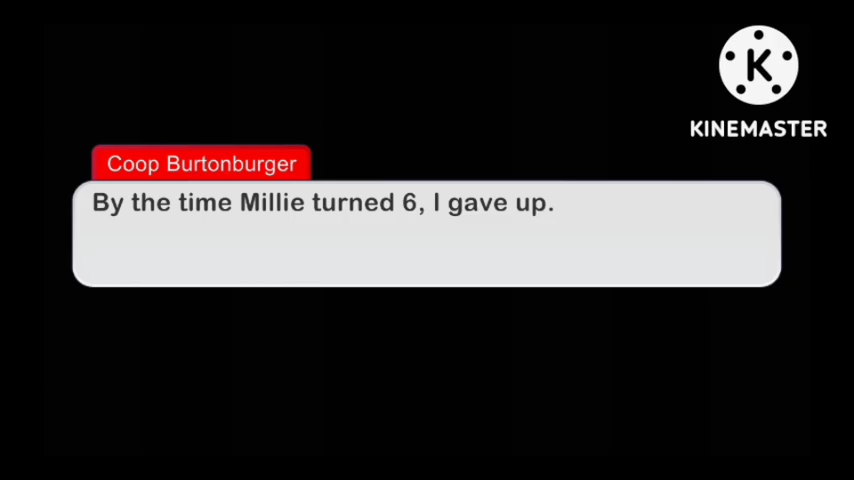 K
KINEMASTER
Coop Burtonburger
By the time Millie turned 6, I gave up.